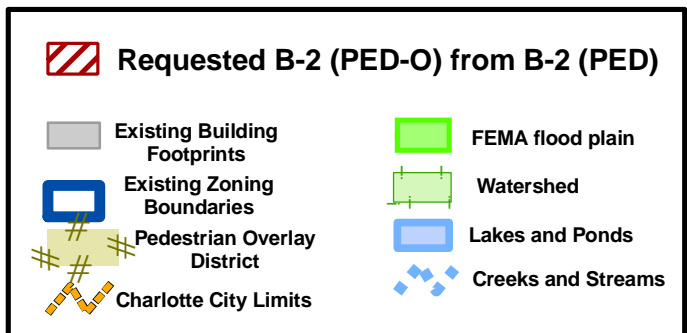 Requested B-2 (PED-O) from B-2 (PED)
Existing Building
Footprints
Existing Zoning
Boundaries
Pedestrian Overlay
District
Charlotte City Limits
FEMA flood plain
Watershed
Lakes and Ponds
Creeks and Streams